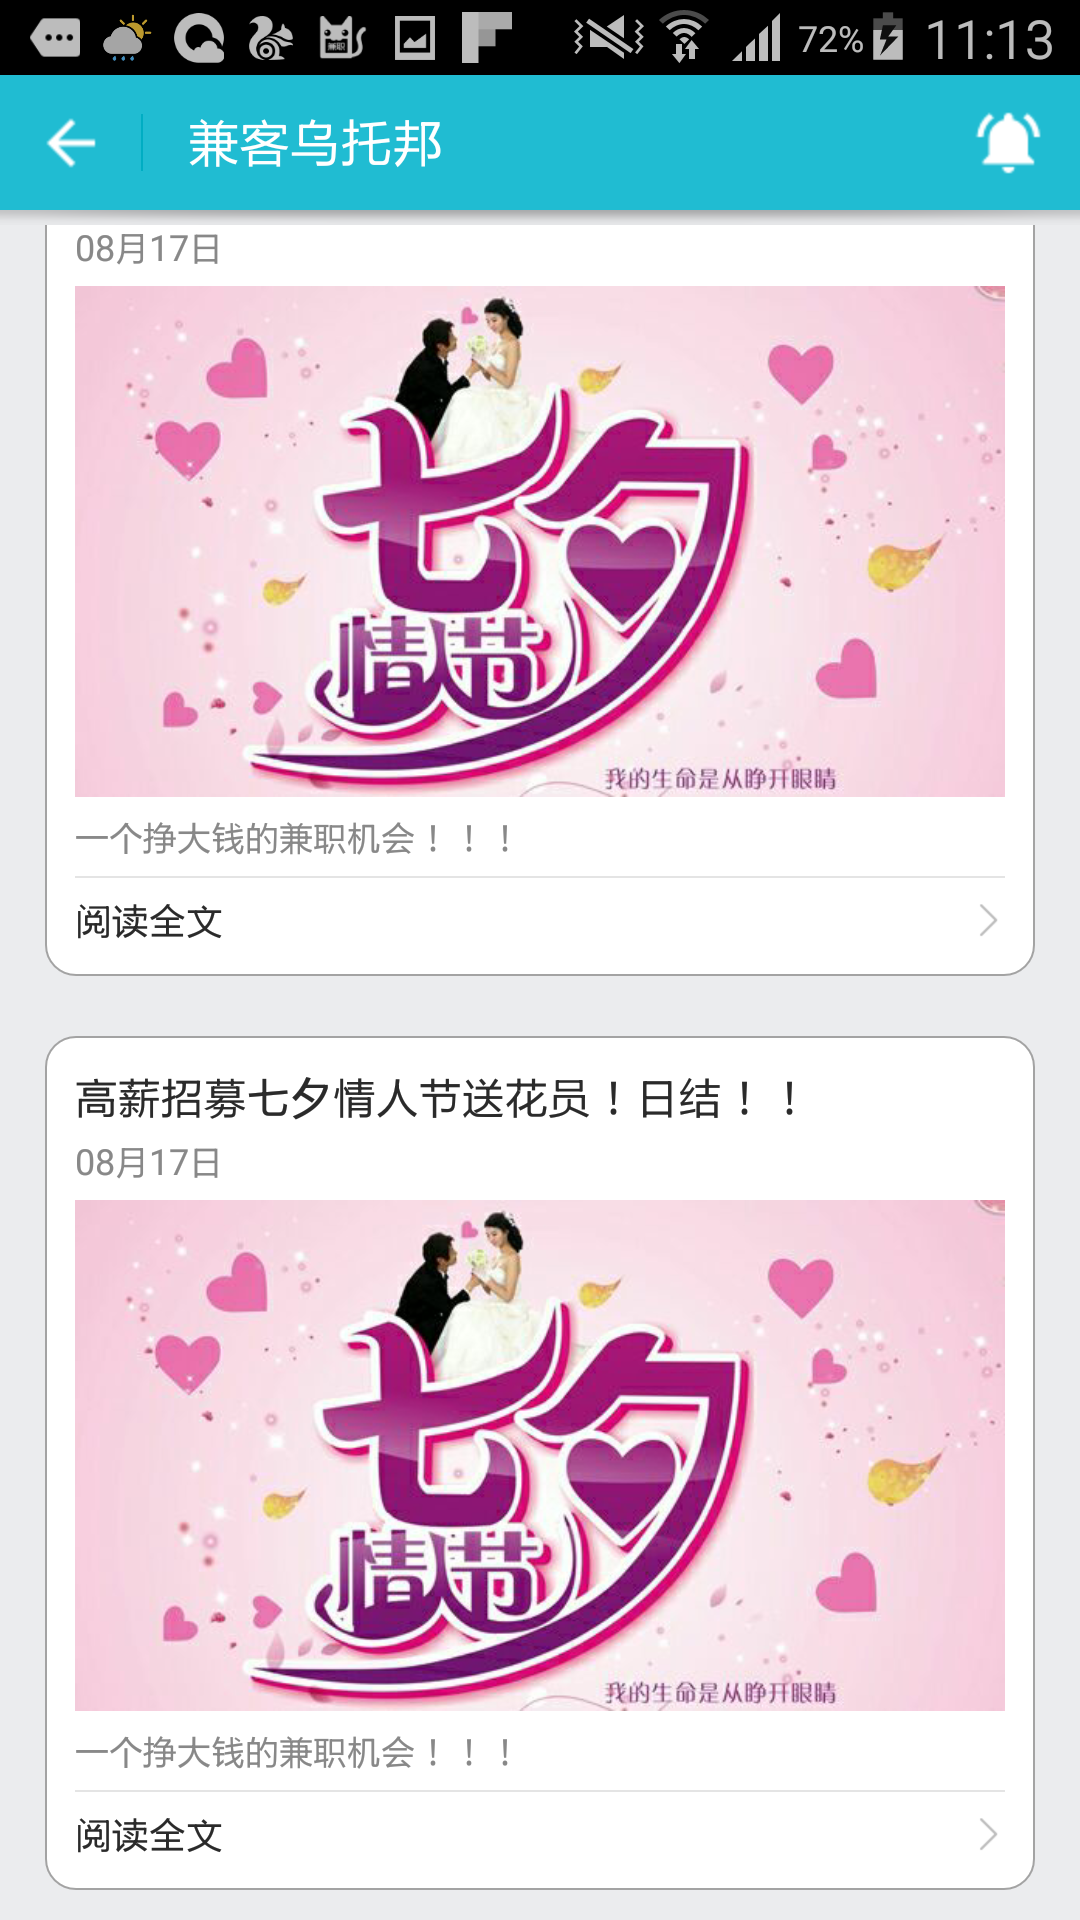 72% 11:13
兼客乌托邦
08月17日
七夕
情人节
我的生命是从睁开眼睛
一个挣大钱的兼职机会！！！
阅读全文
高薪招募七夕情人节送花员！日结！！
08月17日
七夕
情人节
我的生命是从睁开眼睛
一个挣大钱的兼职机会！！！
阅读全文